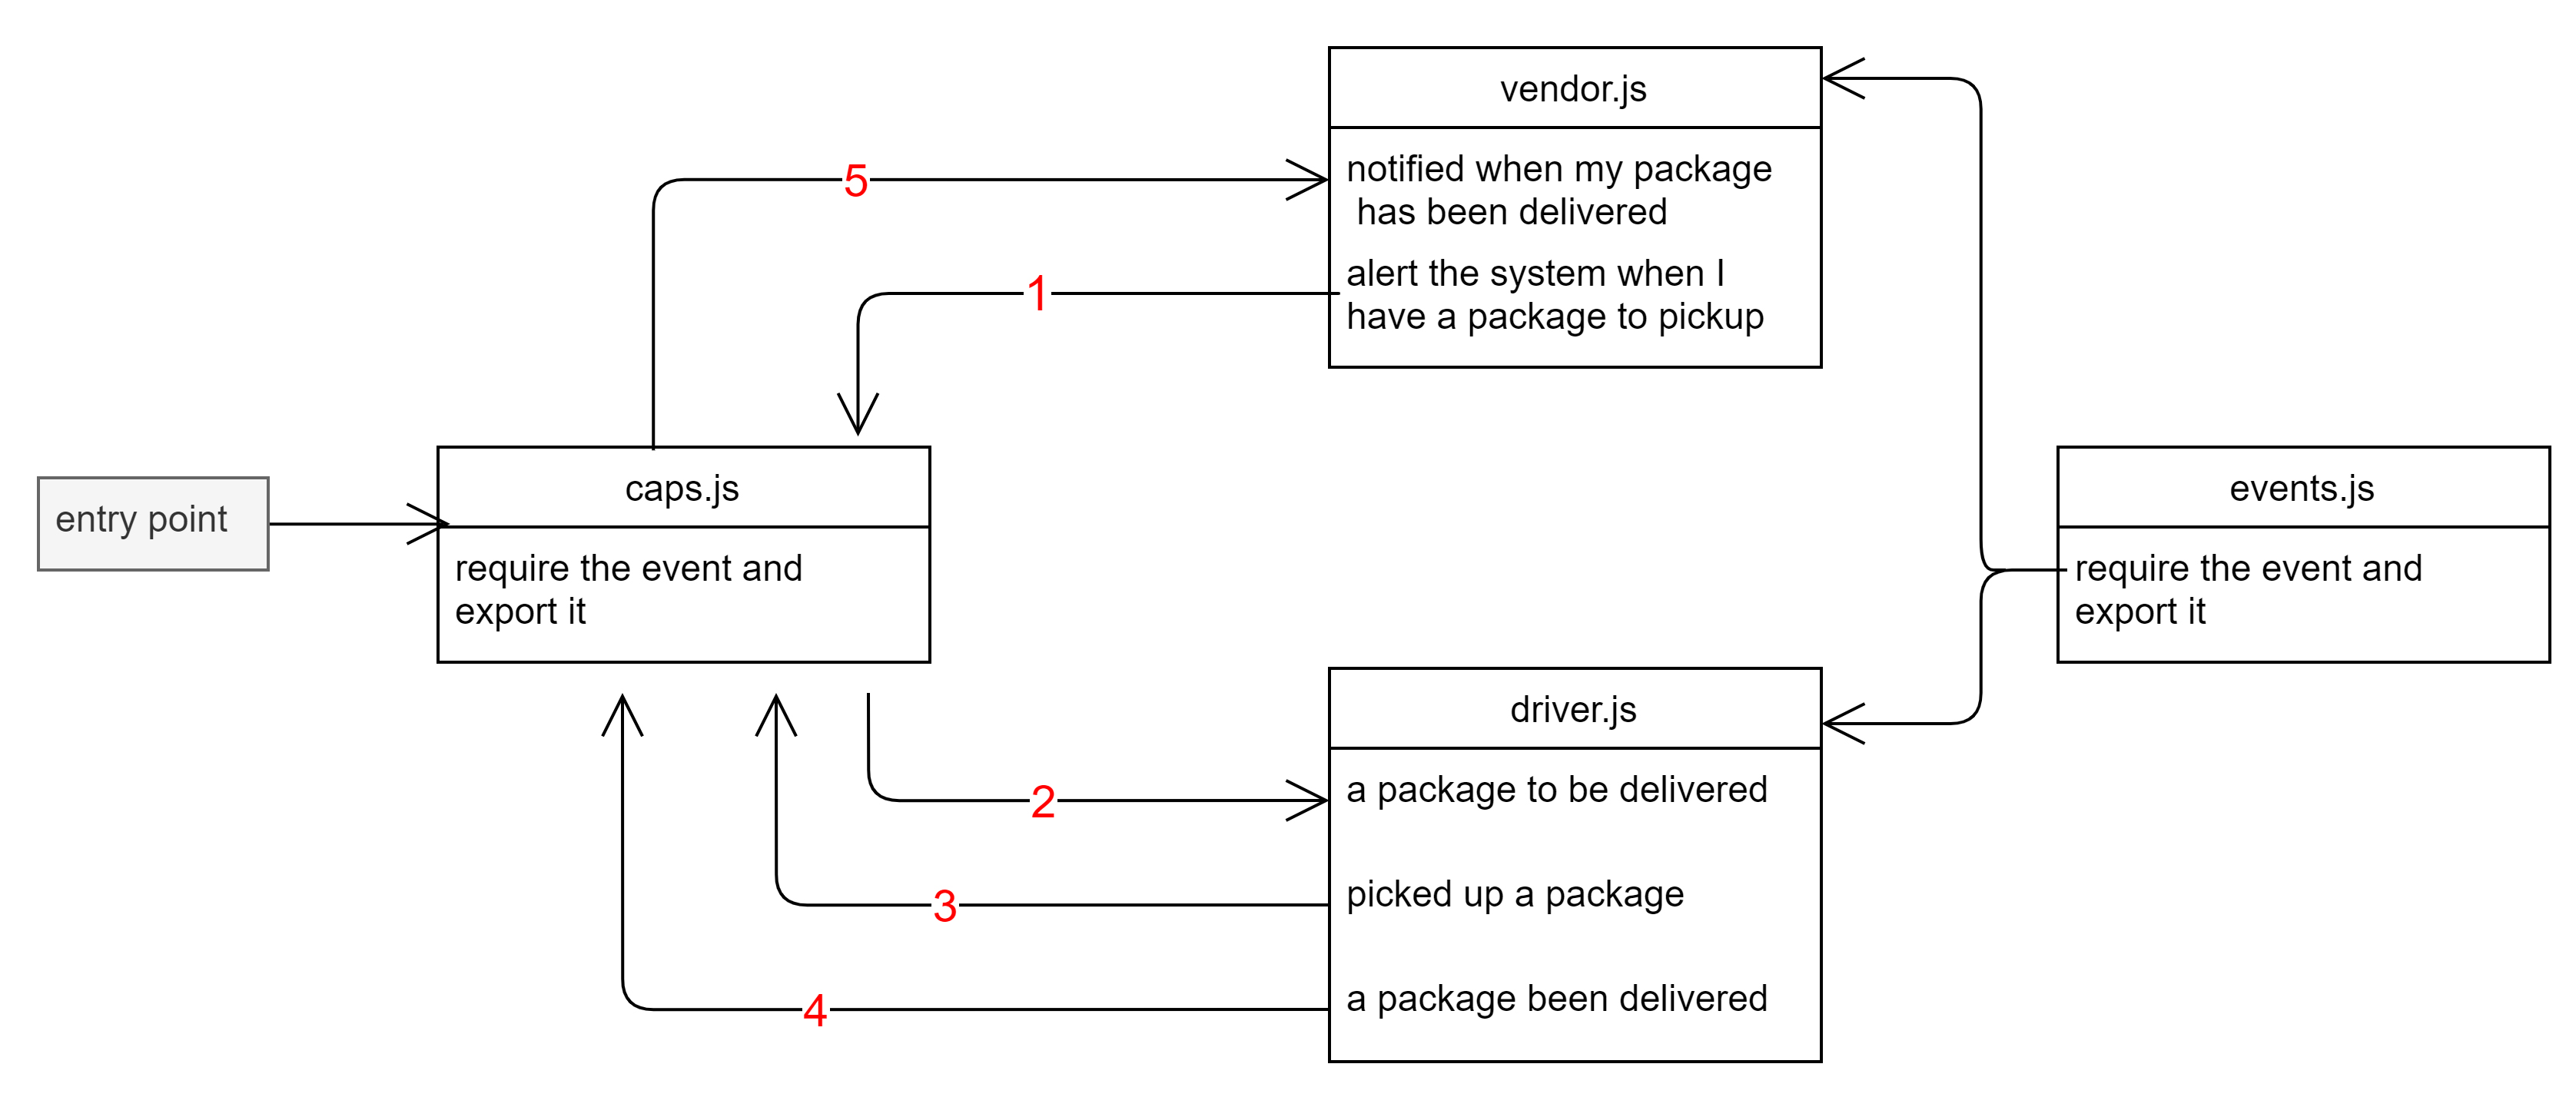 vendor.js
notified when my package
has been delivered
alert the system when I
have a package to pickup
5
1
entry point
caps.js
require the event and
export it
events.js
require the event and
export it
driver.js
a package to be delivered
picked up a package
a package been delivered
2
3
4